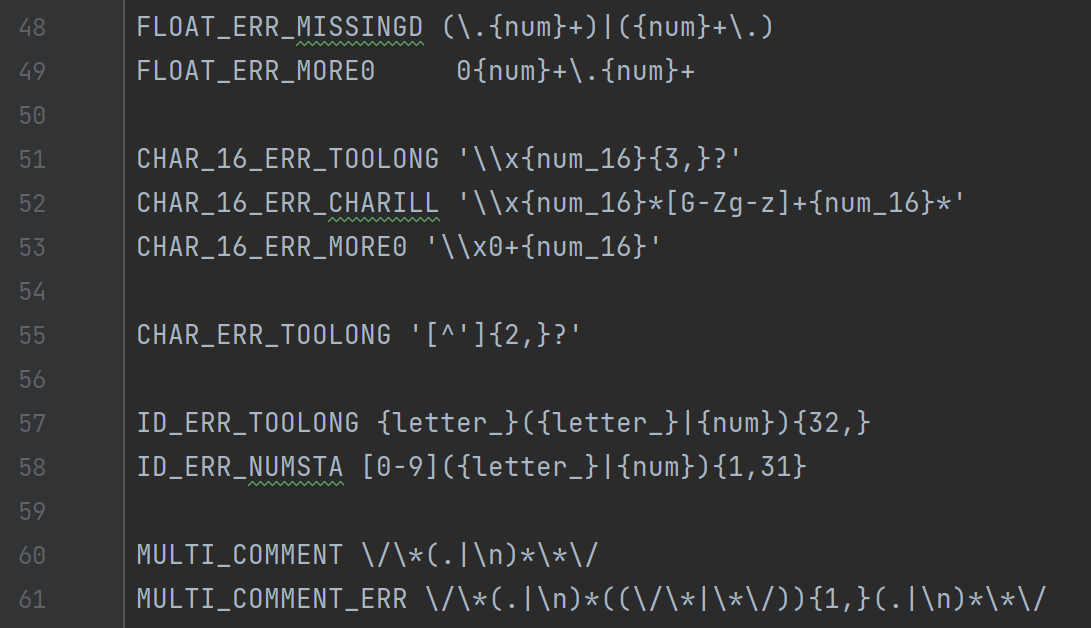 48 FLOAT_ERR_MISSINGD (\.{num}+)|({num}+\.)
49 FLOAT_ERR_MORE0 0{num}+\.{num}+
50
51 CHAR_16_ERR_TOOLONG '\\x{num_16}{3,}?'
52 CHAR_16_ERR_CHARILL '\\x{num_16}*[G-Zg-z]+{num_16}*'
53 CHAR_16_ERR_MORE0 '\\x0+{num_16}'
54
55 CHAR_ERR_TOOLONG '[^']{2,}?'
56
57 ID_ERR_TOOLONG {letter_}({letter_}|{num}){32,}
58 ID_ERR_NUMSTA [0-9]({letter_}|{num}){1,31}
59
60 MULTI_COMMENT \/\*(.|\n)*\*\/
61 MULTI_COMMENT_ERR \/\*(.|\n)*((\/\*|\*\/)){1,}(.|\n)*\*\/